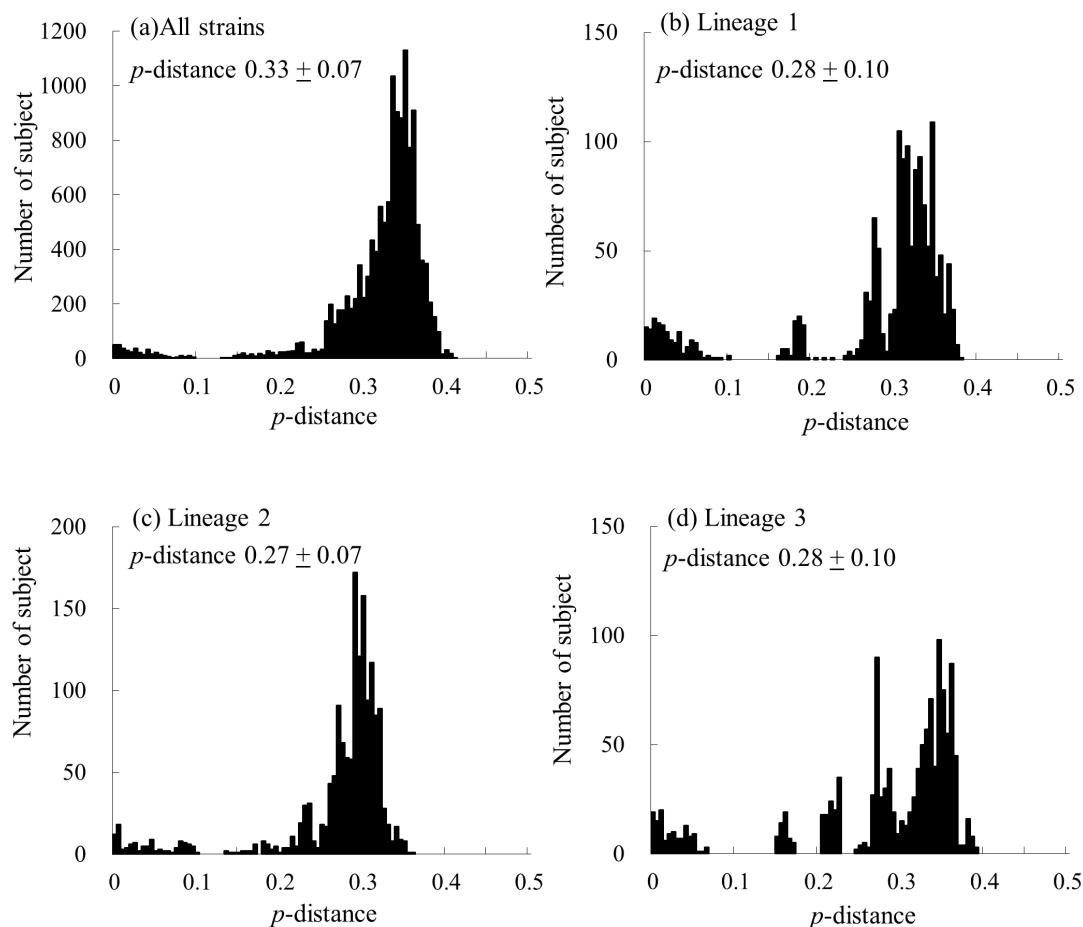 (a)All strains
p-distance 0.33 ± 0.07
Number of subject
1200
1000
800
600
400
200
0
0 0.1 0.2 0.3 0.4 0.5
p-distance
(b) Lineage 1
p-distance 0.28 ± 0.10
Number of subject
150
100
50
0
0 0.1 0.2 0.3 0.4 0.5
p-distance
(c) Lineage 2
p-distance 0.27 ± 0.07
Number of subject
200
150
100
50
0
0 0.1 0.2 0.3 0.4 0.5
p-distance
(d) Lineage 3
p-distance 0.28 ± 0.10
Number of subject
150
100
50
0
0 0.1 0.2 0.3 0.4 0.5
p-distance